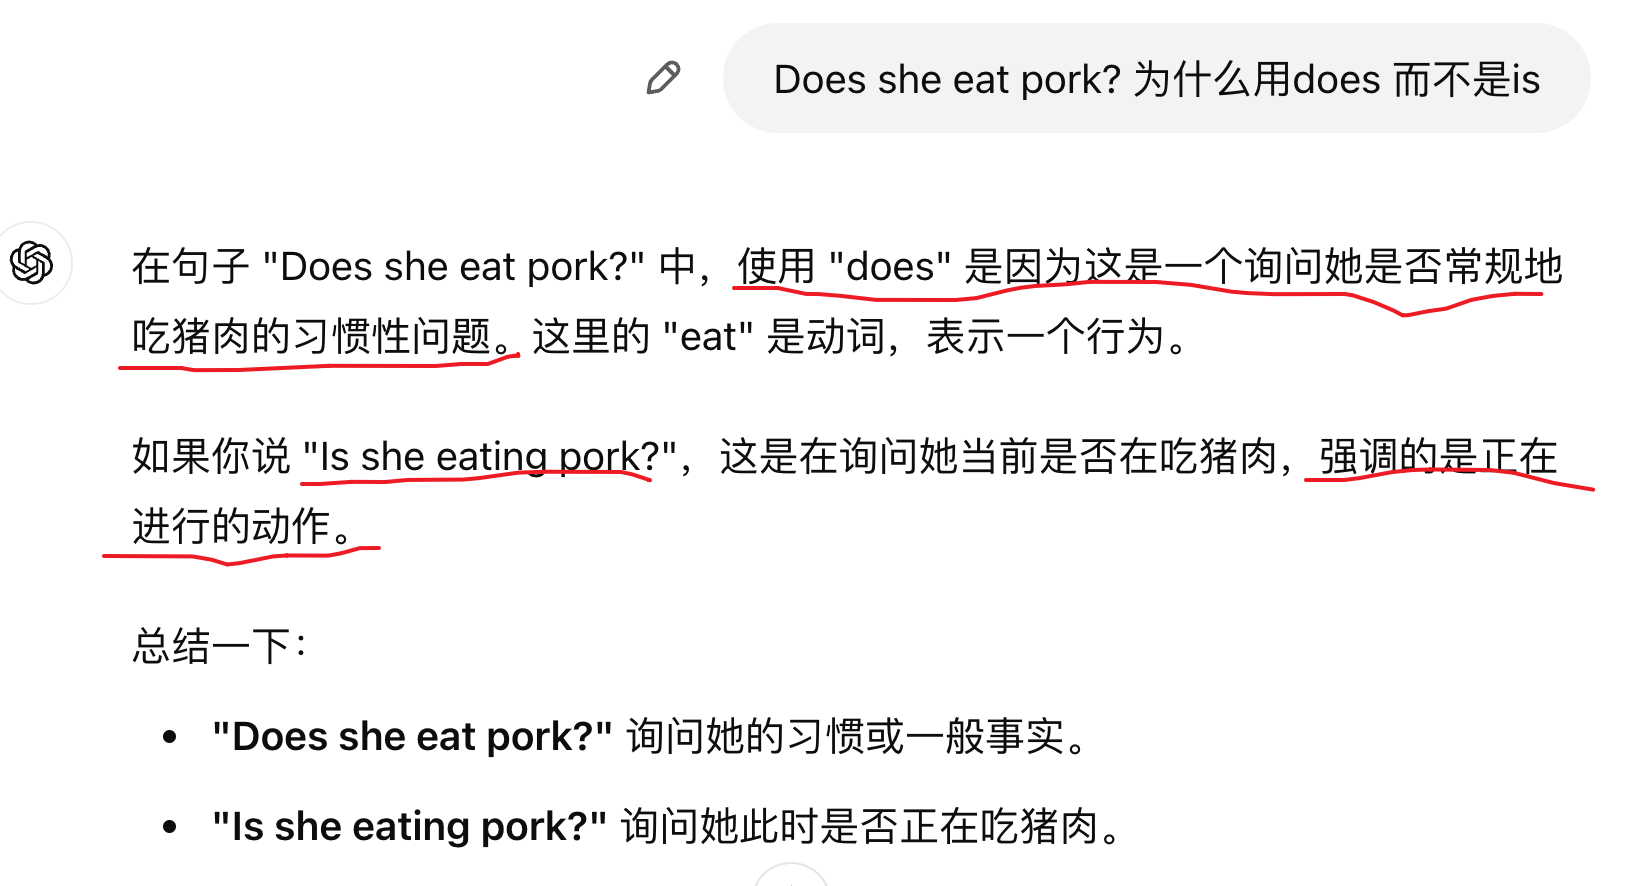 Does she eat pork? 为什么用does 而不是is
在句子 "Does she eat pork?" 中，使用 "does" 是因为这是一个询问她是否常规地
吃猪肉的习惯性问题。这里的 "eat" 是动词，表示一个行为。
如果你说 "Is she eating pork?"，这是在询问她当前是否在吃猪肉，强调的是正在
进行的动作。
总结一下：
• "Does she eat pork?" 询问她的习惯或一般事实。
• "Is she eating pork?" 询问她此时是否正在吃猪肉。